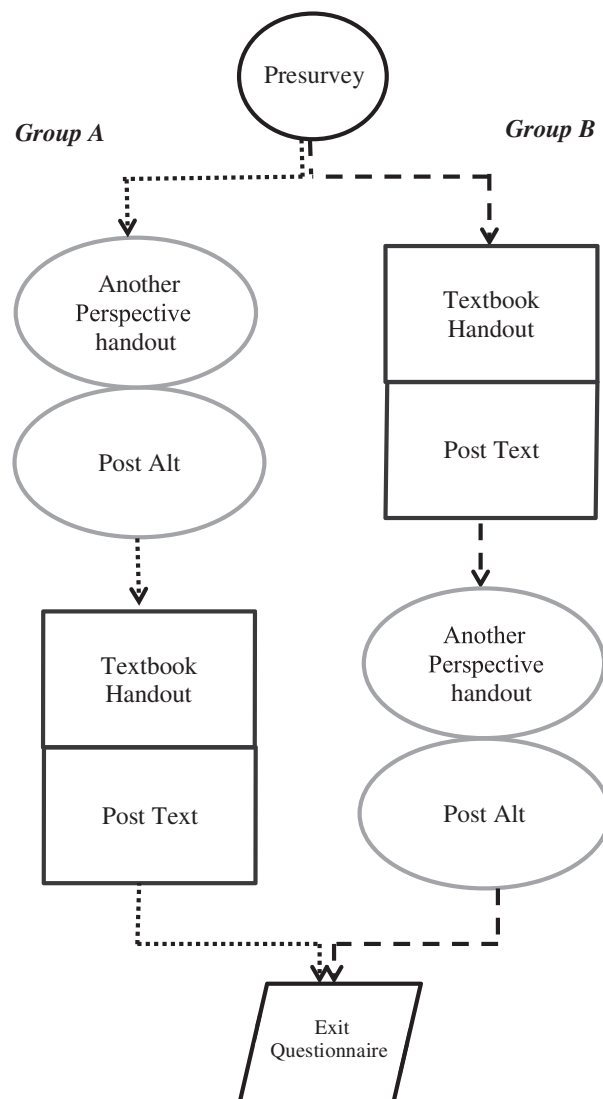 Presurvey
Group A
Group B
Another
Perspective
handout
Post Alt
Textbook
Handout
Post Text
Textbook
Handout
Post Text
Another
Perspective
handout
Post Alt
Exit
Questionnaire